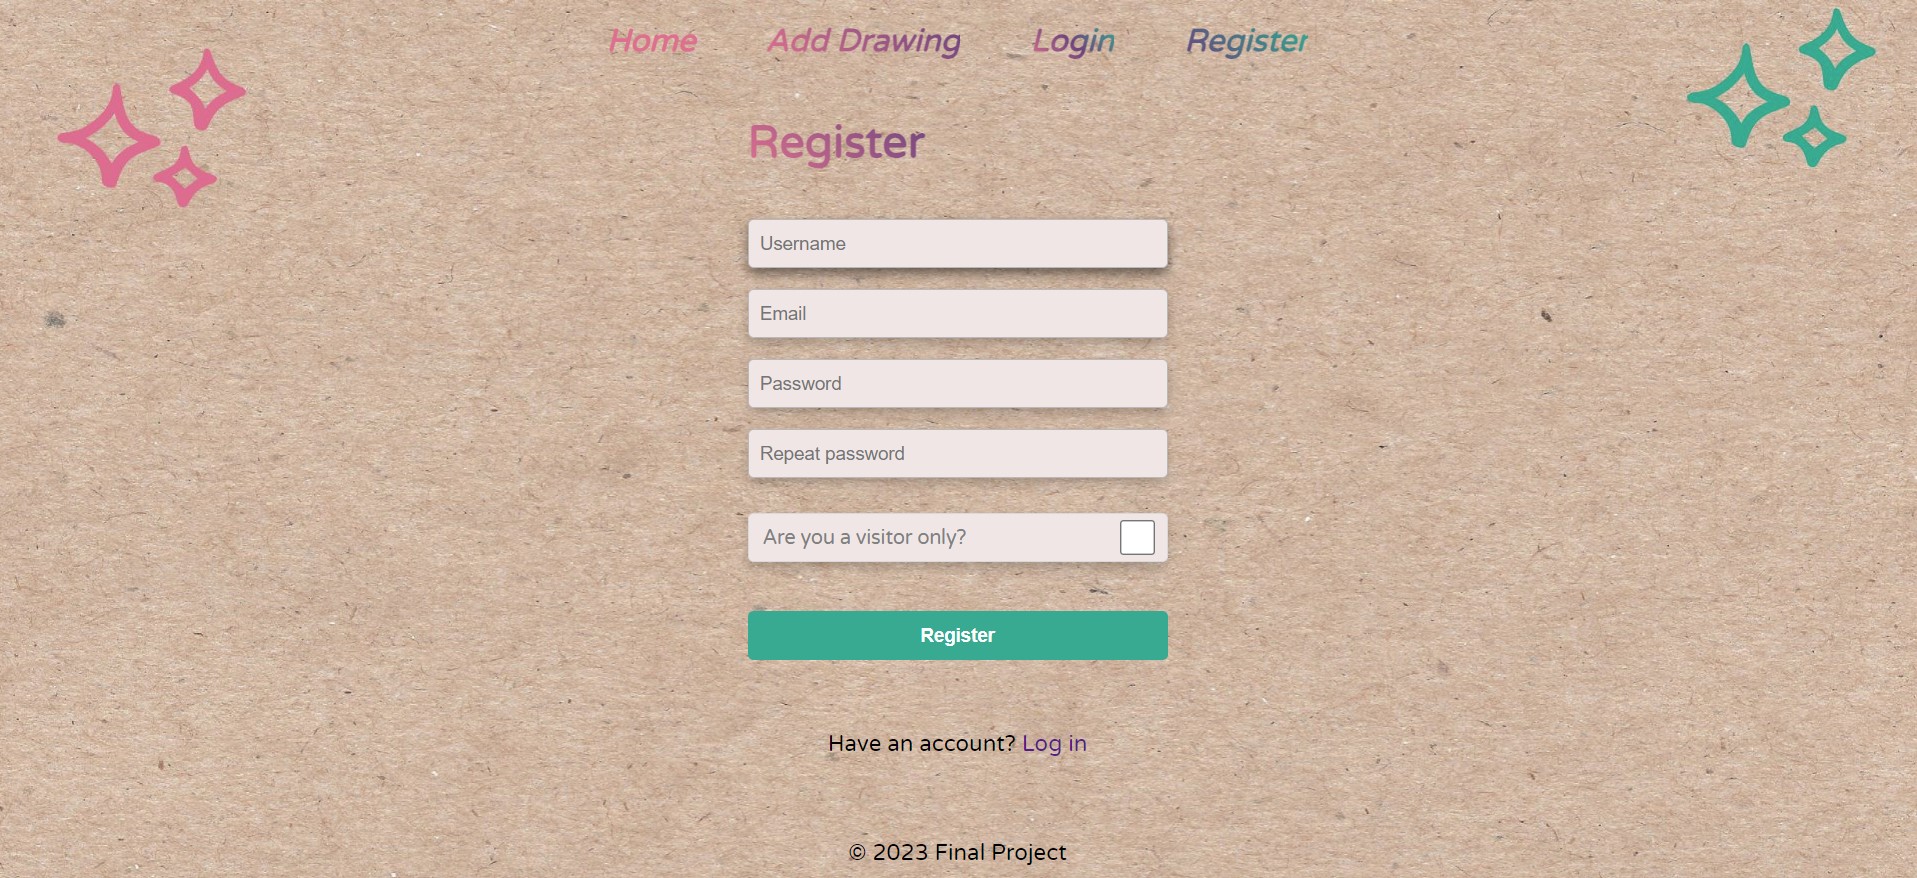 Home Add Drawing Login Register
Register
Username
Email
Password
Repeat password
Are you a visitor only?
Register
Have an account? Log in
© 2023 Final Project